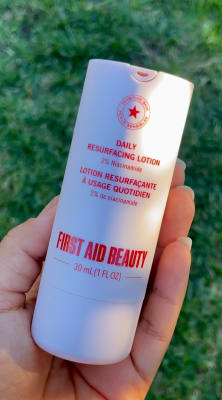 DAILY
RESURFACING LOTION
2% Niacinamide
LOTION RESURFAÇANTE
À USAGE QUOTIDIEN
2% de niacinamide
FIRST AID BEAUTY
30 mL (1 FL OZ)